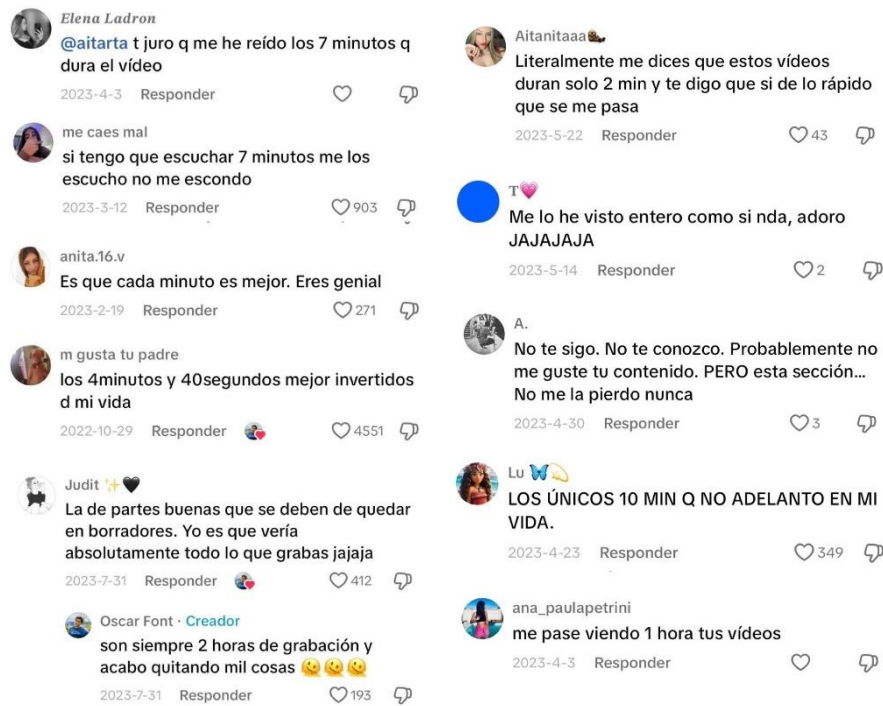 Elena Ladron
@aitarta t juro q me he reído los 7 minutos q
dura el vídeo
2023-4-3 Responder
me caes mal
si tengo que escuchar 7 minutos me los
escucho no me escondo
2023-3-12 Responder 903
anita.16.v
Es que cada minuto es mejor. Eres genial
2023-2-19 Responder 271
m gusta tu padre
los 4minutos y 40segundos mejor invertidos
d mi vida
2022-10-29 Responder 4551
Judit ✨🖤
La de partes buenas que se deben de quedar
en borradores. Yo es que vería
absolutamente todo lo que grabas jajaja
2023-7-31 Responder 412
Oscar Font · Creador
son siempre 2 horas de grabación y
acabo quitando mil cosas 🫠🫠🫠
2023-7-31 Responder 193
Aitanitaaa
Literalmente me dices que estos vídeos
duran solo 2 min y te digo que si de lo rápido
que se me pasa
2023-5-22 Responder 43
T💗
Me lo he visto entero como si nda, adoro
JAJAJAJA
2023-5-14 Responder 2
A.
No te sigo. No te conozco. Probablemente no
me guste tu contenido. PERO esta sección...
No me la pierdo nunca
2023-4-30 Responder 3
Lu 🦋💫
LOS ÚNICOS 10 MIN Q NO ADELANTO EN MI
VIDA.
2023-4-23 Responder 349
ana_paulapetrini
me pase viendo 1 hora tus vídeos
2023-4-3 Responder